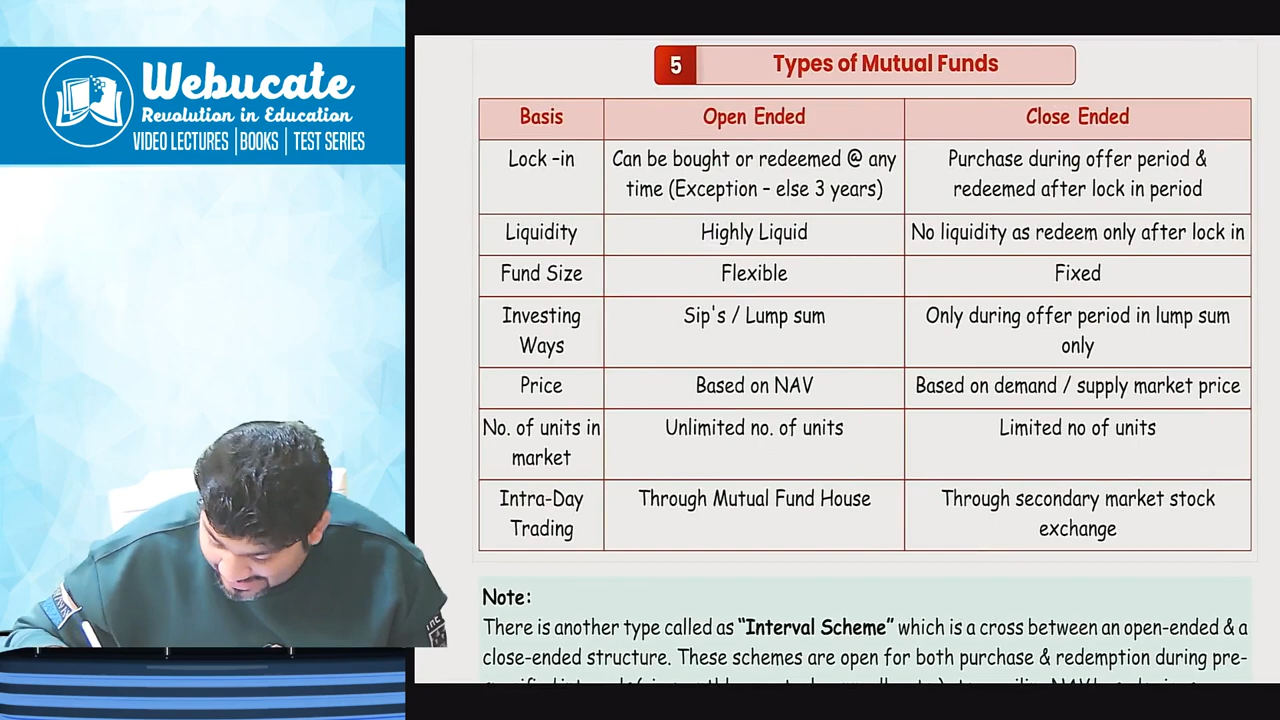 Webucate
Revolution in Education
VIDEO LECTURES | BOOKS | TEST SERIES
5 Types of Mutual Funds
Basis Open Ended Close Ended
Lock –in Can be bought or redeemed @ any Purchase during offer period &
time (Exception – else 3 years) redeemed after lock in period
Liquidity Highly Liquid No liquidity as redeem only after lock in
Fund Size Flexible Fixed
Investing Sip's / Lump sum Only during offer period in lump sum
Ways only
Price Based on NAV Based on demand / supply market price
No. of units in Unlimited no. of units Limited no of units
market
Intra-Day Through Mutual Fund House Through secondary market stock
Trading exchange
Note:
There is another type called as “Interval Scheme” which is a cross between an open-ended & a
close-ended structure. These schemes are open for both purchase & redemption during pre-